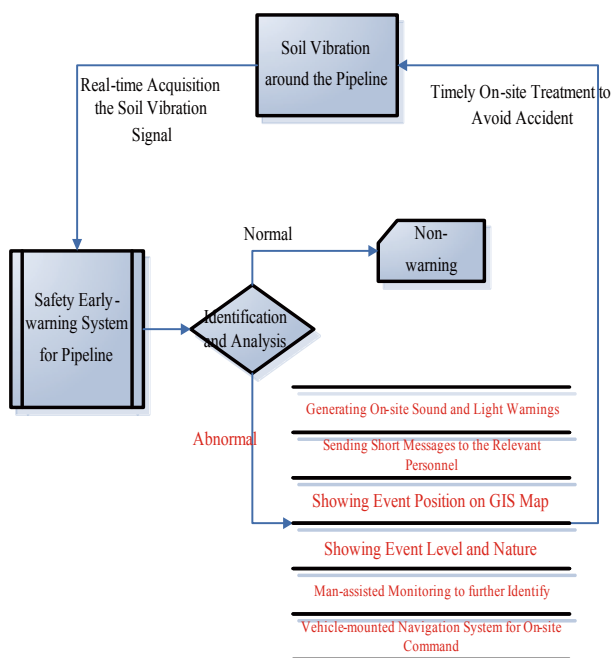 Soil Vibration
around the Pipeline
Real-time Acquisition
the Soil Vibration
Signal
Timely On-site Treatment to
Avoid Accident
Normal
Non-
warning
Safety Early-
warning System
for Pipeline
Identification
and Analysis
Abnormal
Generating On-site Sound and Light Warnings
Sending Short Messages to the Relevant
Personnel
Showing Event Position on GIS Map
Showing Event Level and Nature
Man-assisted Monitoring to further Identify
Vehicle-mounted Navigation System for On-site
Command